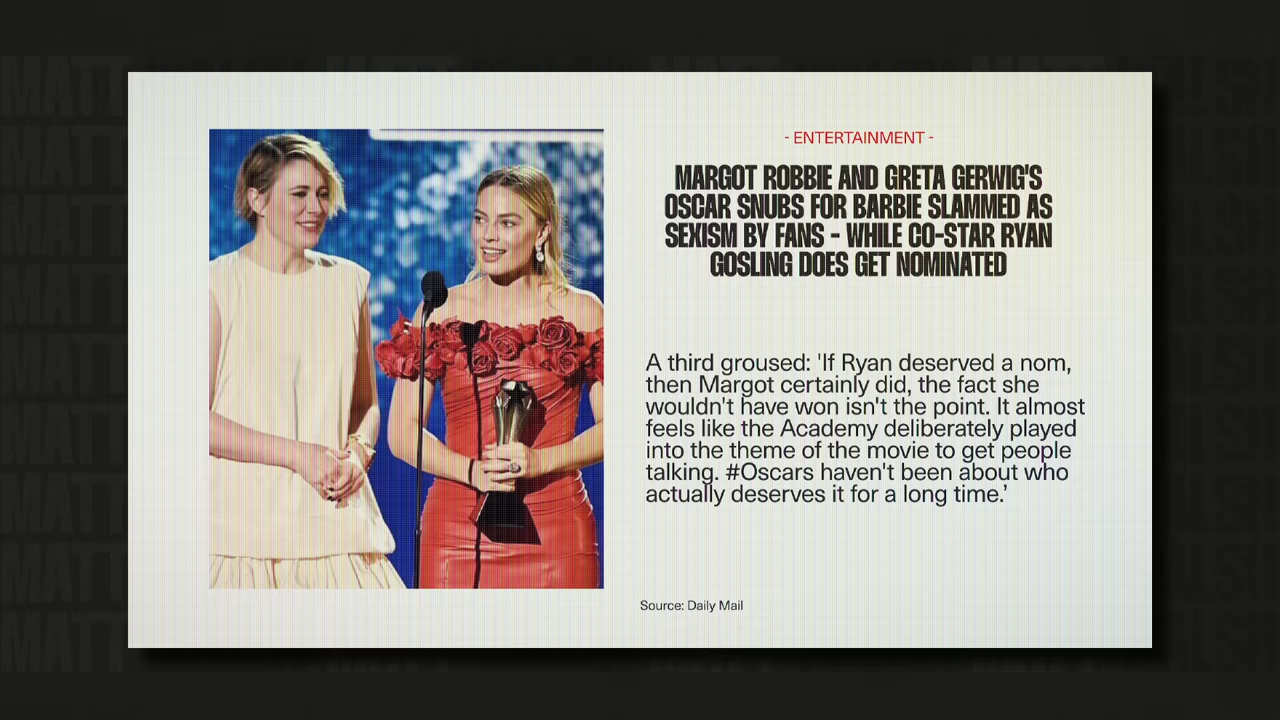 - ENTERTAINMENT -
MARGOT ROBBIE AND GRETA GERWIG'S
OSCAR SNUBS FOR BARBIE SLAMMED AS
SEXISM BY FANS - WHILE CO-STAR RYAN
GOSLING DOES GET NOMINATED
A third groused: 'If Ryan deserved a nom,
then Margot certainly did, the fact she
wouldn't have won isn't the point. It almost
feels like the Academy deliberately played
into the theme of the movie to get people
talking. #Oscars haven't been about who
actually deserves it for a long time.'
Source: Daily Mail